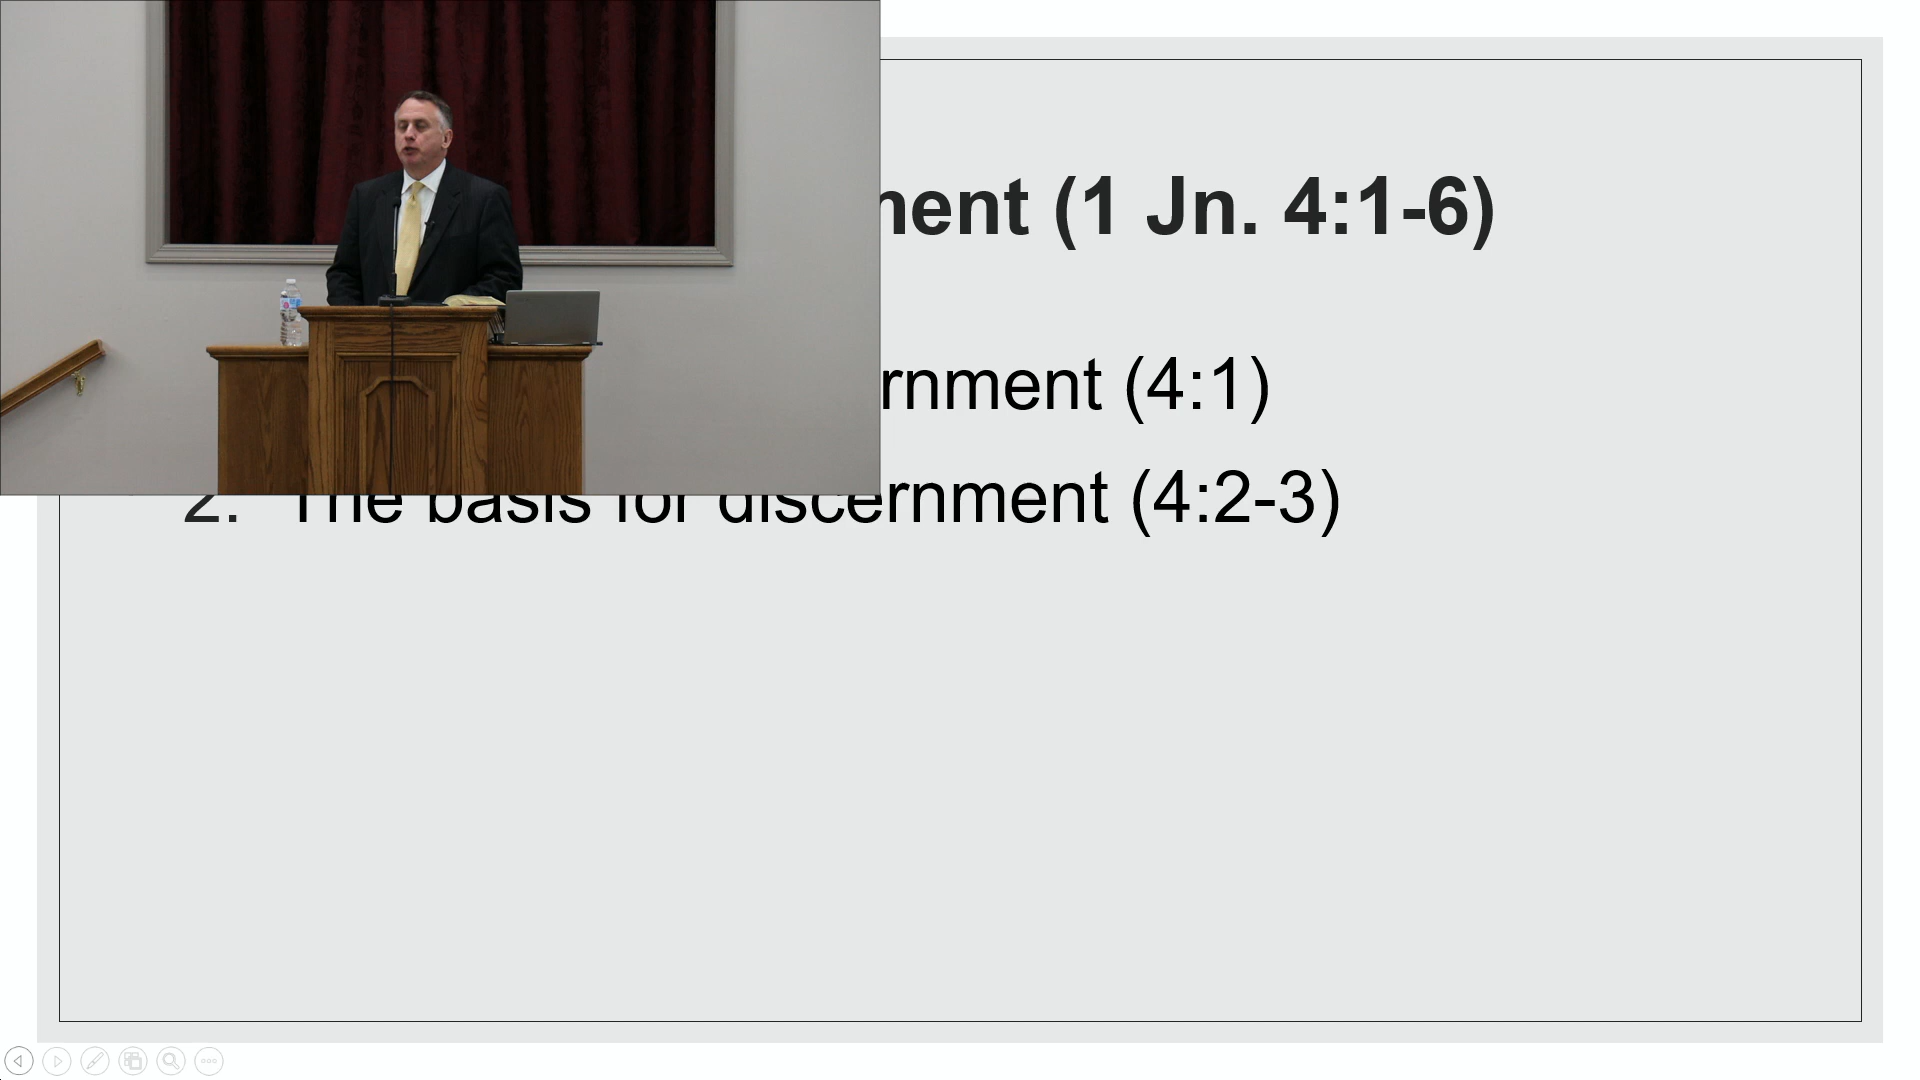 ment (1 Jn. 4:1-6)
rnment (4:1)
2. The basis for discernment (4:2-3)